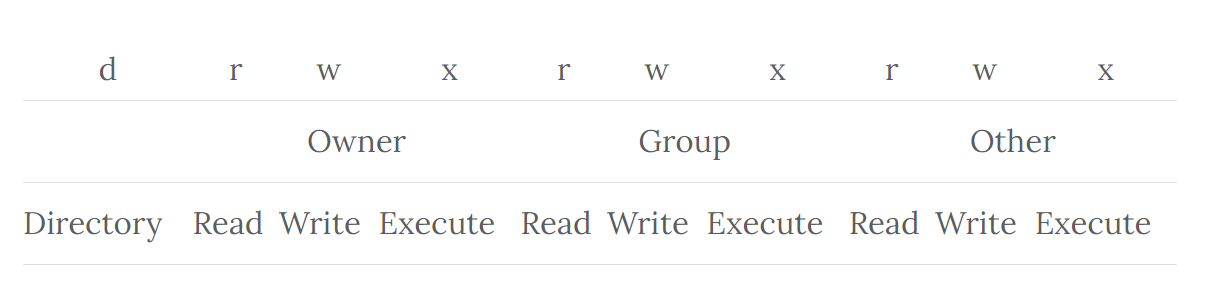 d r w x r w x r w x
Owner Group Other
Directory Read Write Execute Read Write Execute Read Write Execute